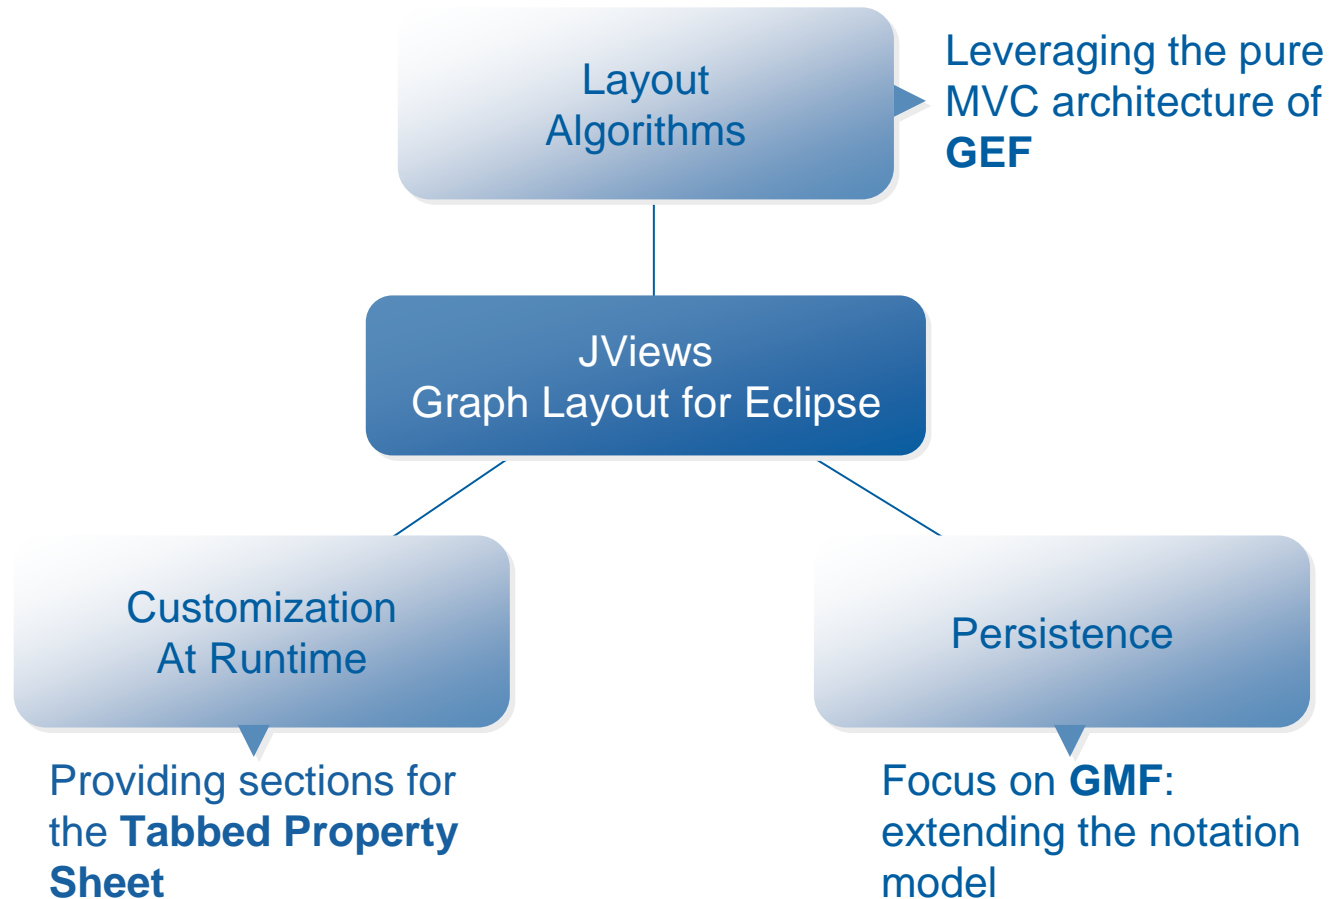 Layout
Algorithms
Leveraging the pure
MVC architecture of
GEF
JViews
Graph Layout for Eclipse
Customization
At Runtime
Persistence
Providing sections for
the Tabbed Property
Sheet
Focus on GMF:
extending the notation
model